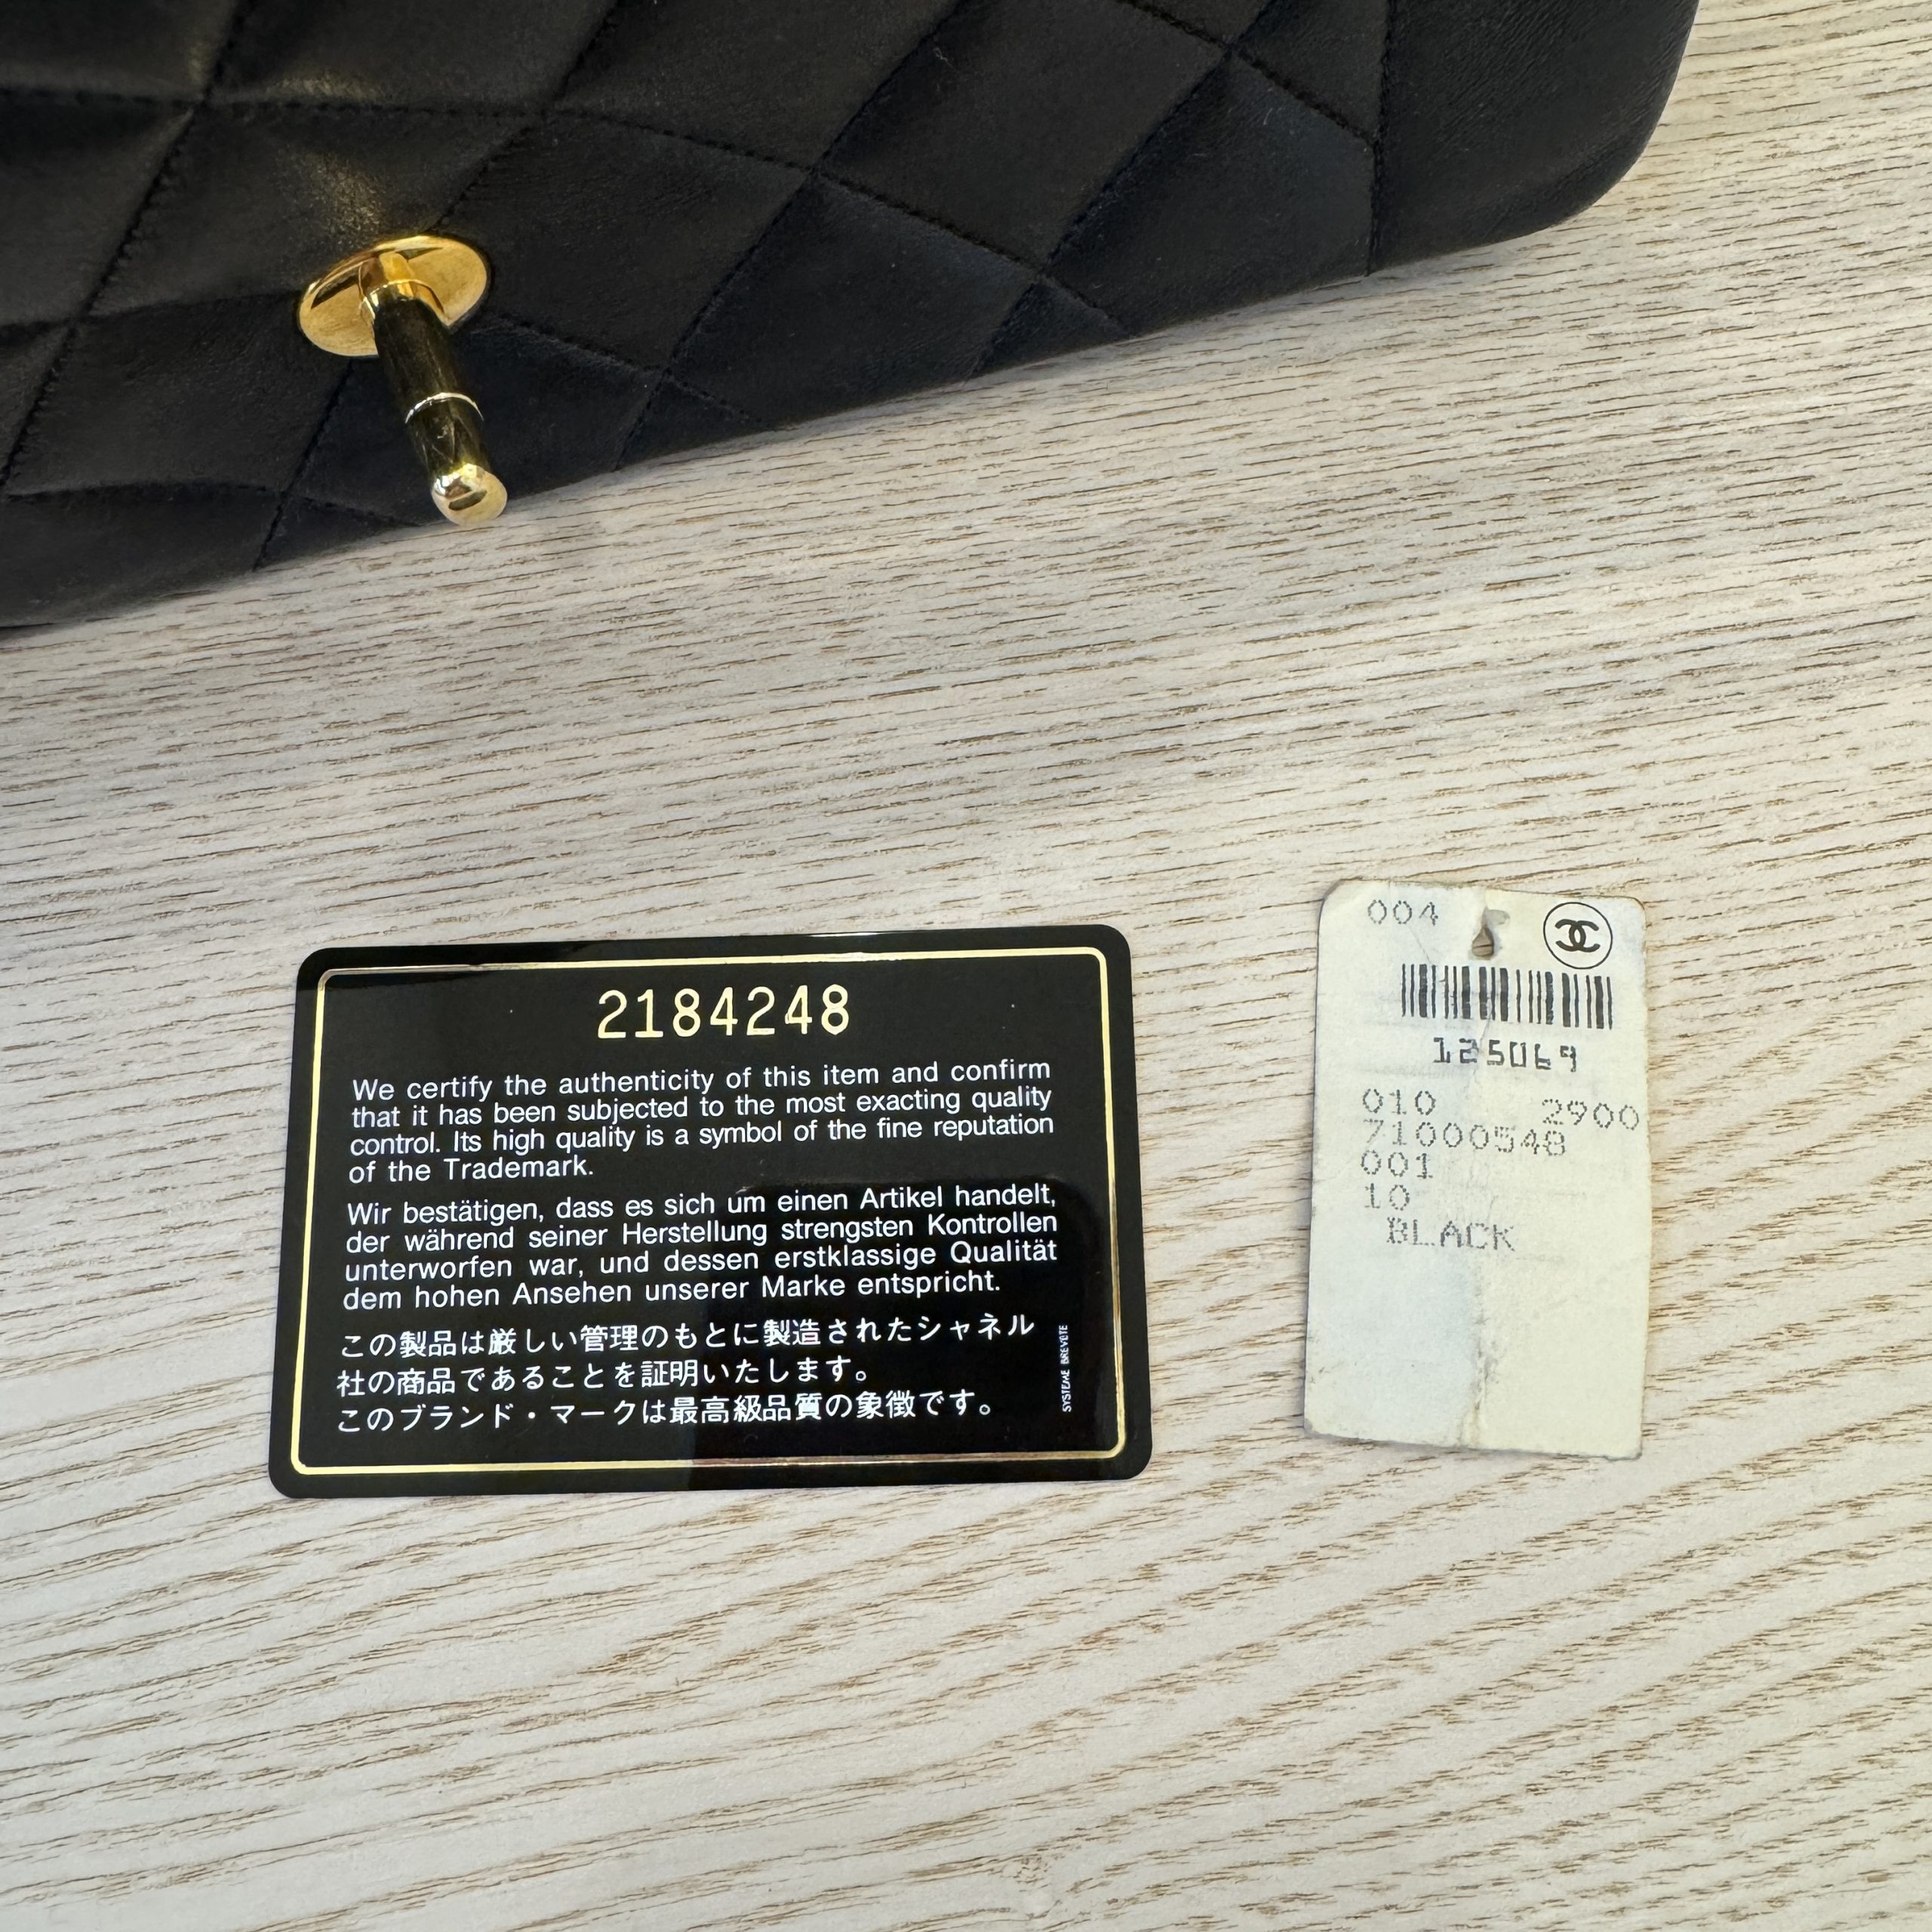 2184248
We certify the authenticity of this item and confirm
that it has been subjected to the most exacting quality
control. Its high quality is a symbol of the fine reputation
of the Trademark.
Wir bestätigen, dass es sich um einen Artikel handelt,
der während seiner Herstellung strengsten Kontrollen
unterworfen war, und dessen erstklassige Qualität
dem hohen Ansehen unserer Marke entspricht.
この製品は厳しい管理のもとに製造されたシャネル
社の商品であることを証明いたします。
このブランド・マークは最高級品質の象徴です。
SYSTEME BREVETE
004
125069
010 2900
71000548
001
10
BLACK